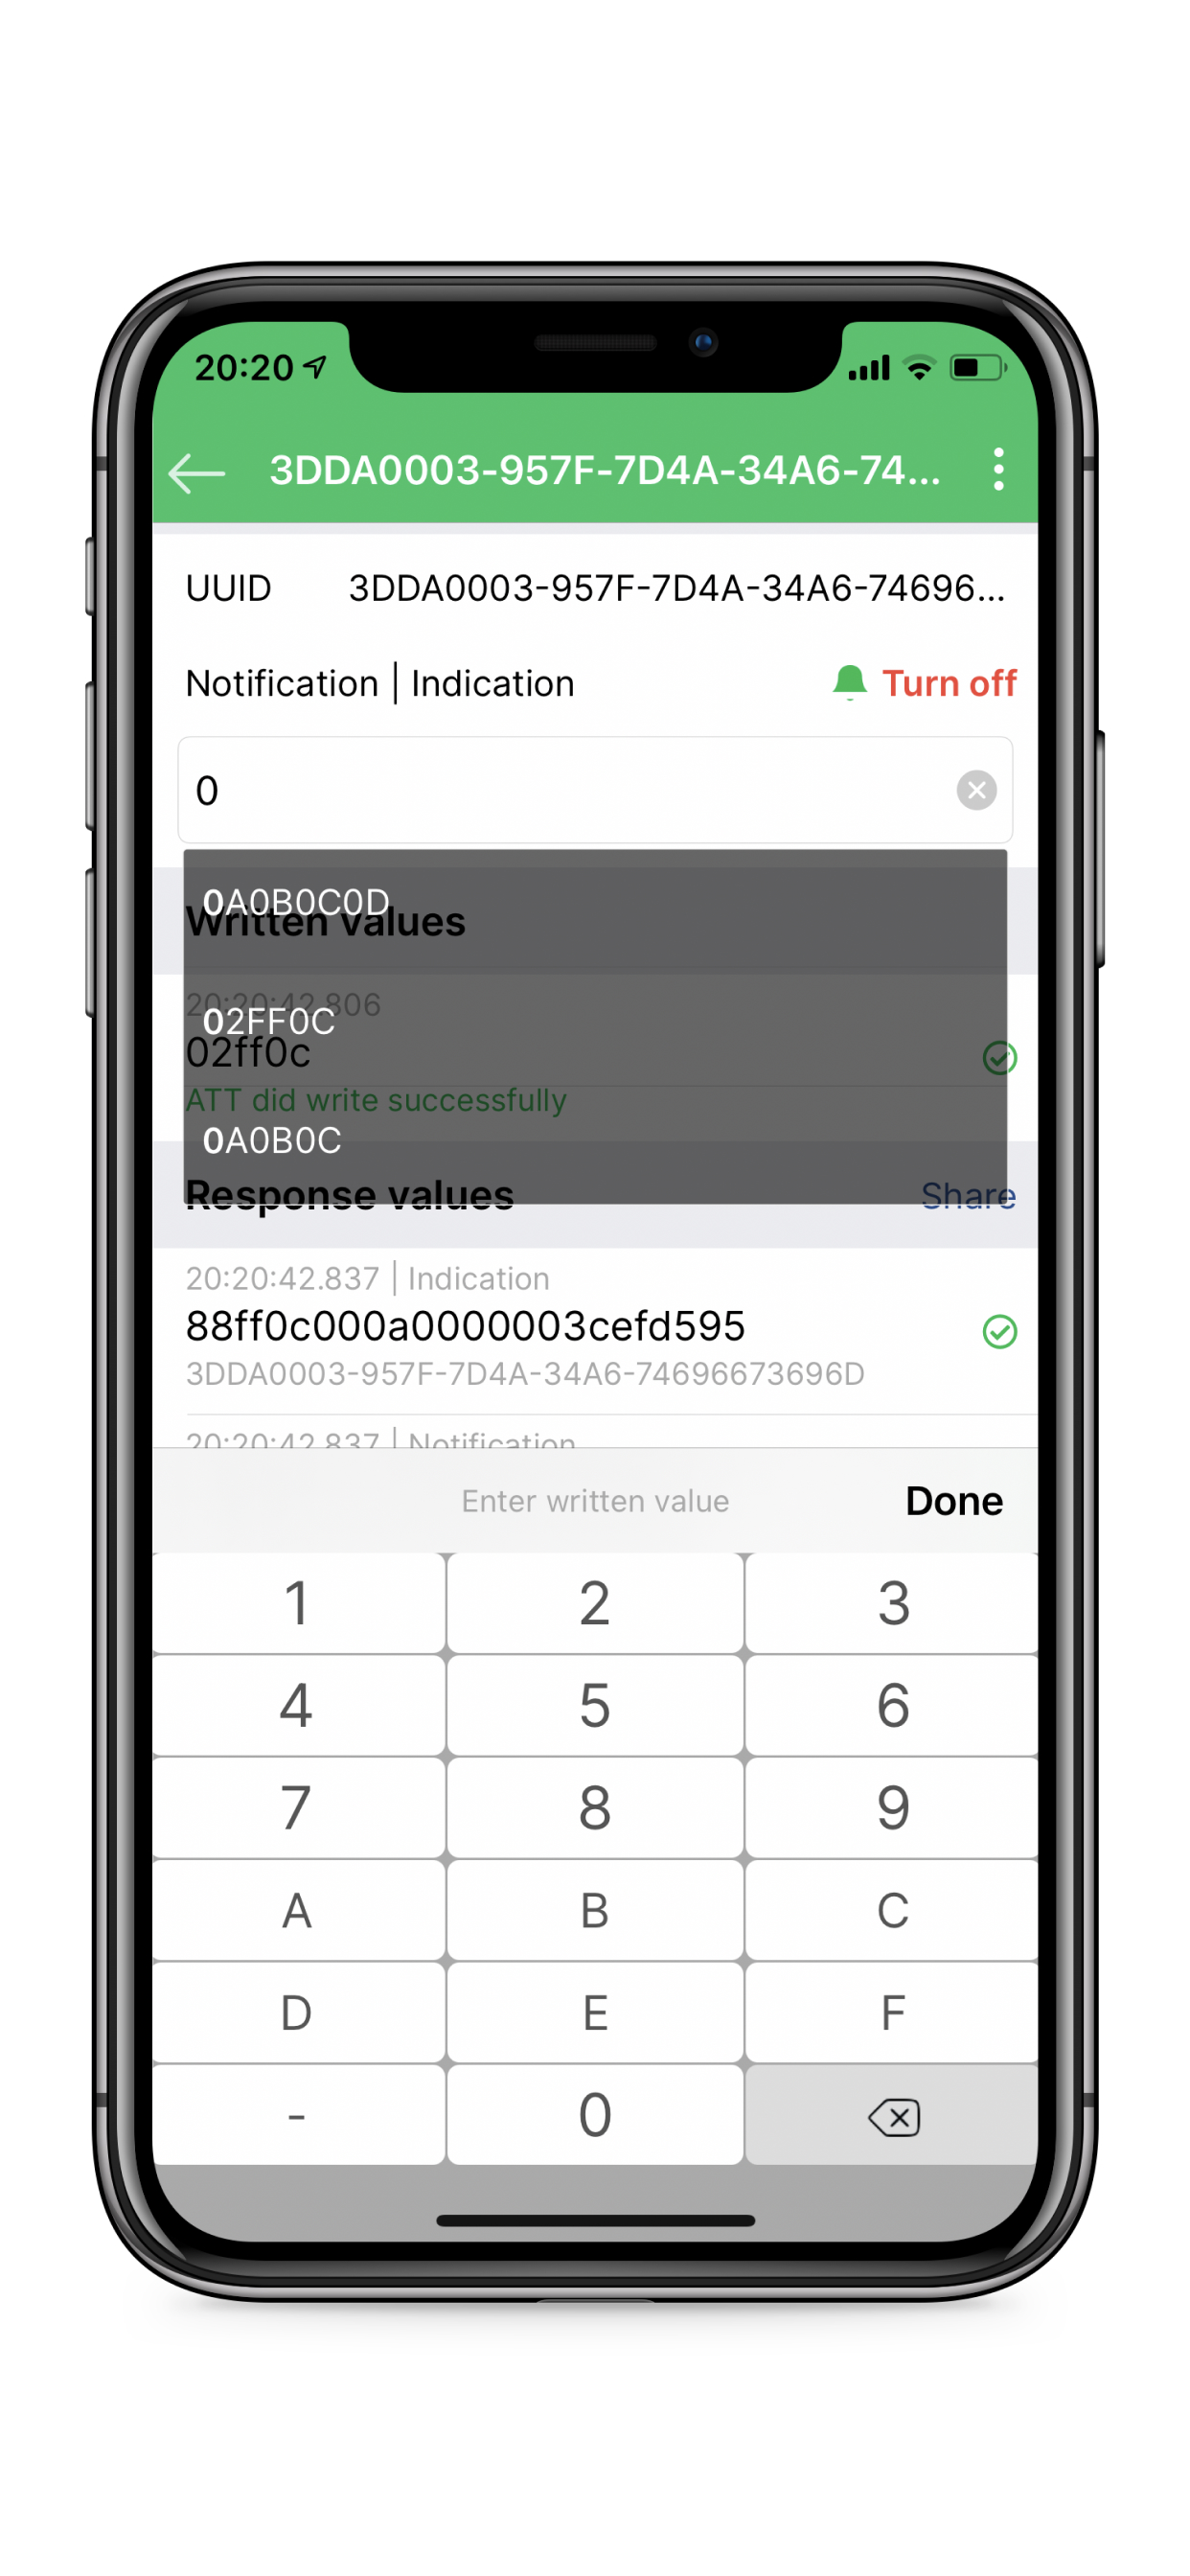 20:20
3DDA0003-957F-7D4A-34A6-74...
UUID 3DDA0003-957F-7D4A-34A6-74696...
Notification | Indication Turn off
0
0A0B0C0D
Written values
20:20:42.806
02FF0C
02ff0c
ATT did write successfully
0A0B0C
Response values Share
20:20:42.837 | Indication
88ff0c000a0000003cefd595
3DDA0003-957F-7D4A-34A6-74696673696D
20:20:42.837 | Notification
Enter written value Done
1 2 3
4 5 6
7 8 9
A B C
D E F
- 0